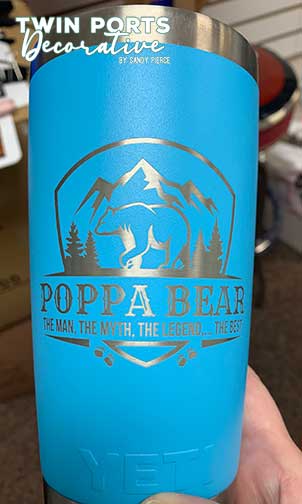 TWIN PORTS
Decorative
BY SANDY PIERCE
POPPA BEAR
THE MAN, THE MYTH, THE LEGEND... THE BEST
YETI